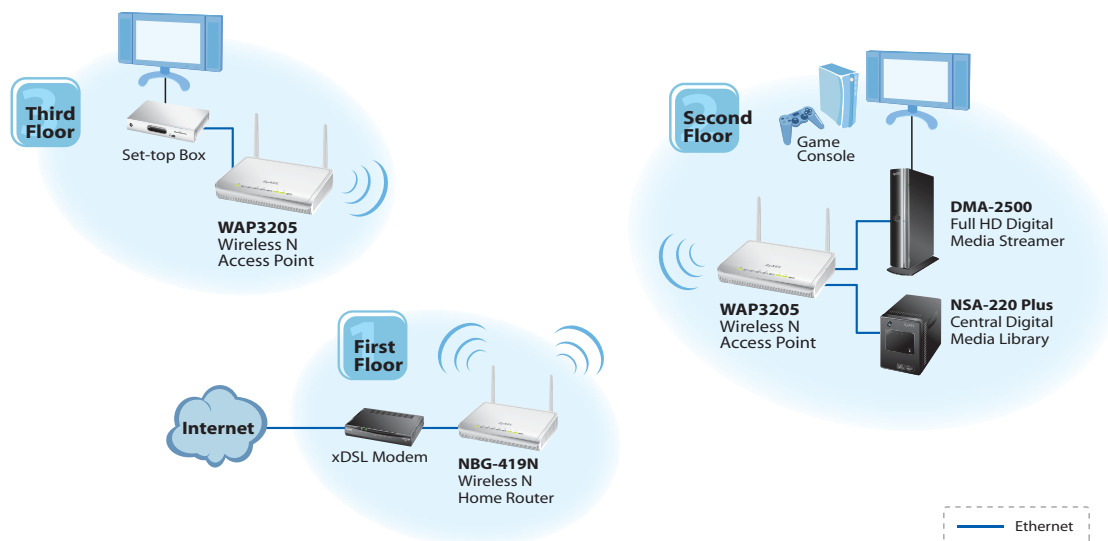 Third
Floor
Set-top Box
WAP3205
Wireless N
Access Point
2
Second
Floor
Game
Console
DMA-2500
Full HD Digital
Media Streamer
WAP3205
Wireless N
Access Point
NSA-220 Plus
Central Digital
Media Library
1
First
Floor
Internet
xDSL Modem
NBG-419N
Wireless N
Home Router
Ethernet